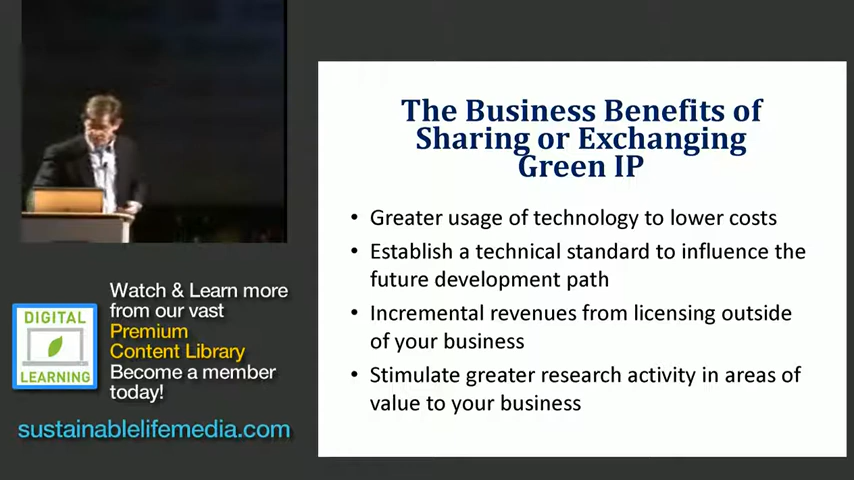 The Business Benefits of
Sharing or Exchanging
Green IP
• Greater usage of technology to lower costs
• Establish a technical standard to influence the
future development path
• Incremental revenues from licensing outside
of your business
• Stimulate greater research activity in areas of
value to your business
DIGITAL
LEARNING
Watch & Learn more
from our vast
Premium
Content Library
Become a member
today!
sustainablelifemedia.com